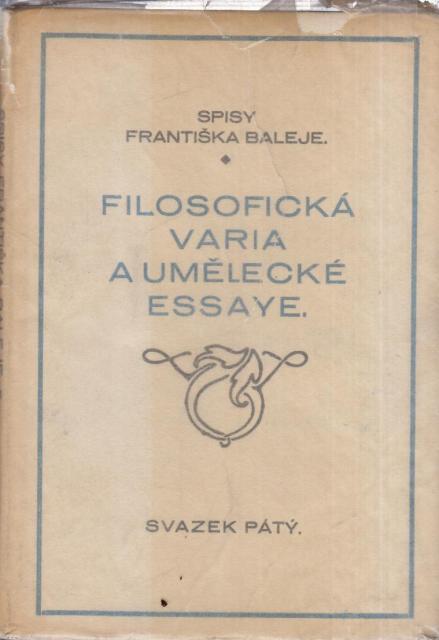 SPISY
FRANTIŠKA BALEJE.
FILOSOFICKÁ
VARIA
A UMĚLECKÉ
ESSAYE.
SVAZEK PÁTÝ.